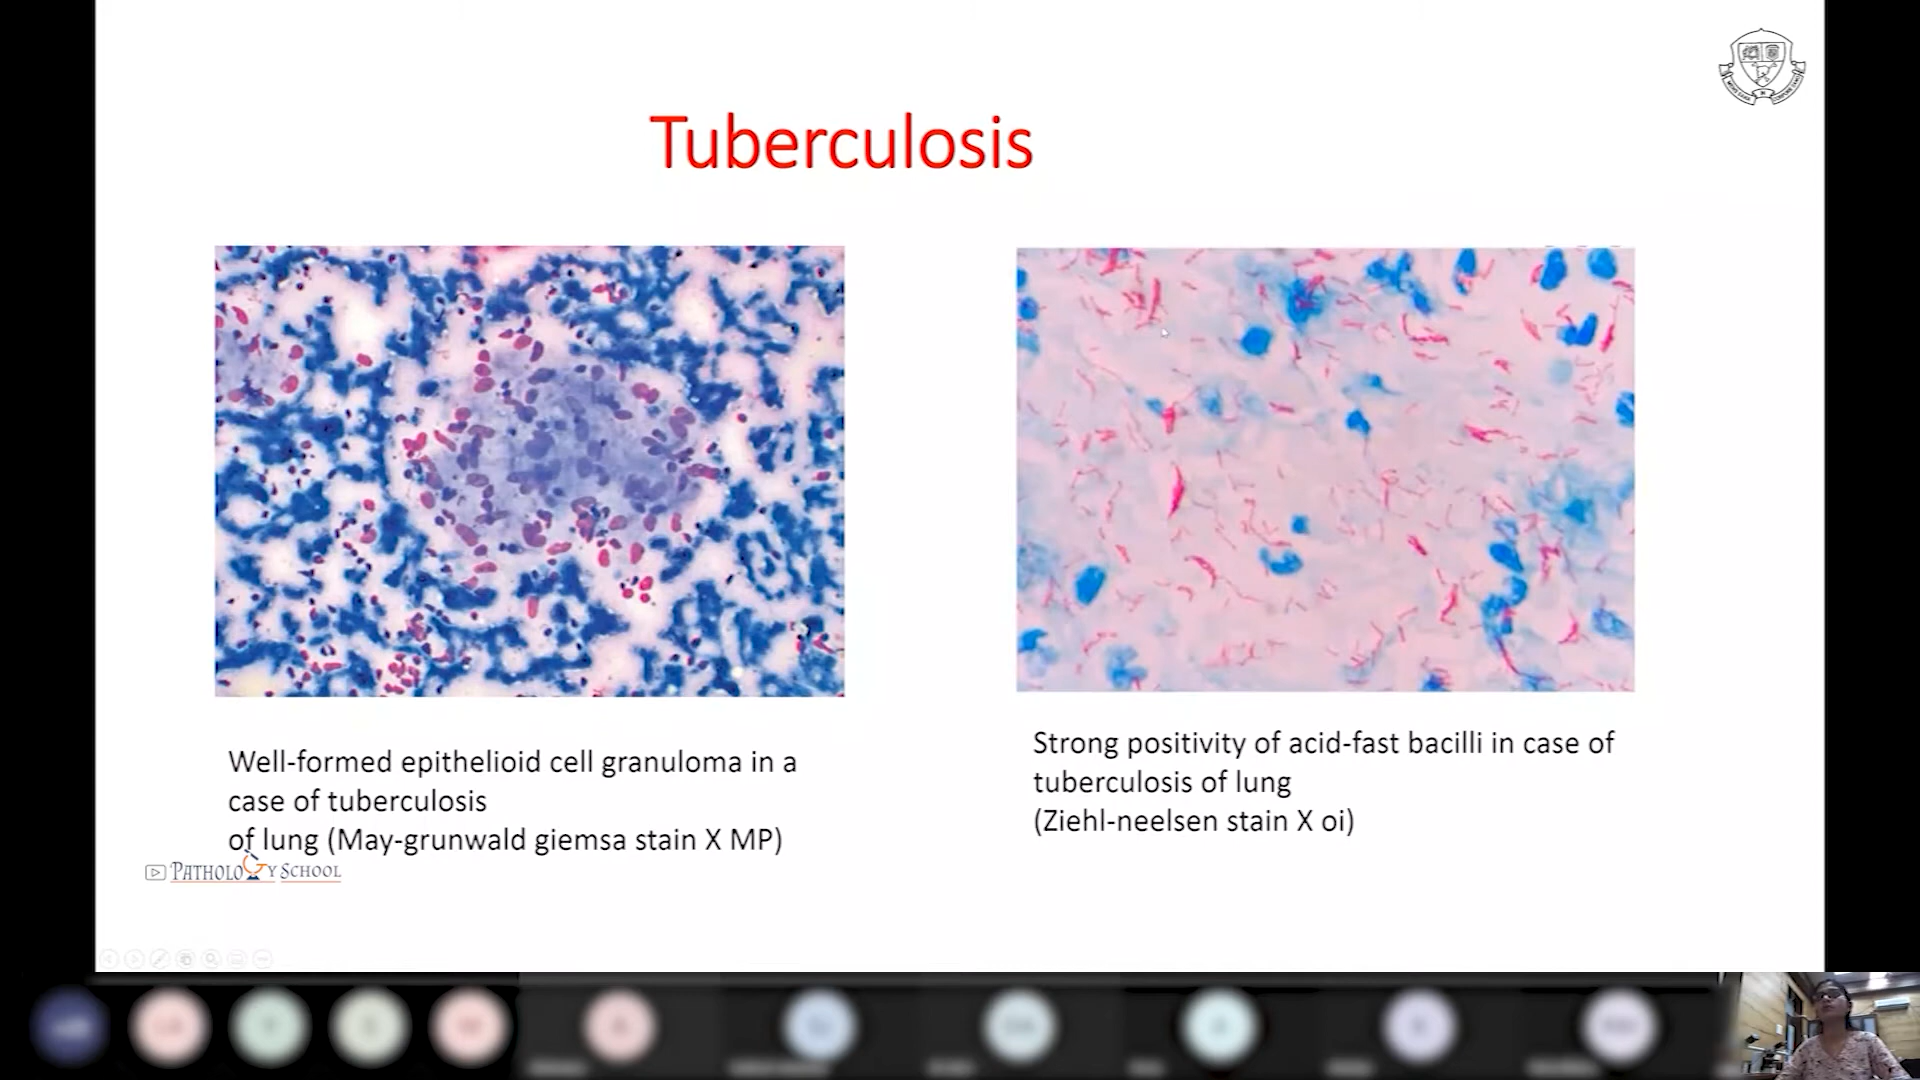 Tuberculosis
Well-formed epithelioid cell granuloma in a
case of tuberculosis
of lung (May-grunwald giemsa stain X MP)
Strong positivity of acid-fast bacilli in case of
tuberculosis of lung
(Ziehl-neelsen stain X oi)
PATHOLOGY SCHOOL